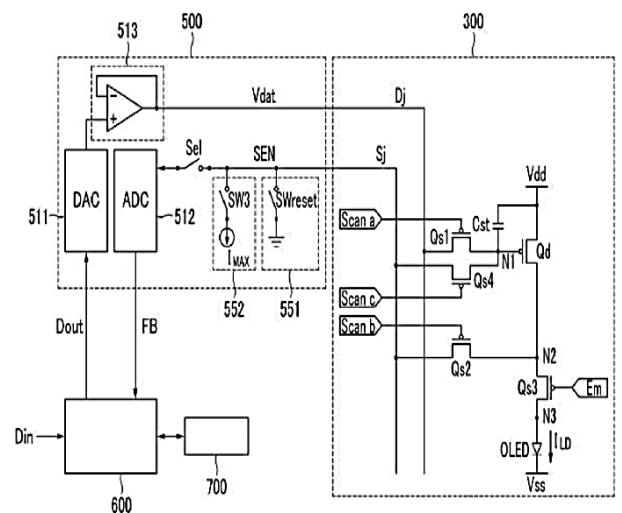 513
500
300
Vdat
Dj
Sel
SEN
Sj
Vdd
DAC
ADC
511
512
SW3
SWreset
IMAX
552
551
Scan a
Cst
Qs1
N1
Qd
Qs4
Scan c
Scan b
Qs2
N2
Qs3
Em
N3
OLED
ILD
Vss
Dout
FB
Din
600
700